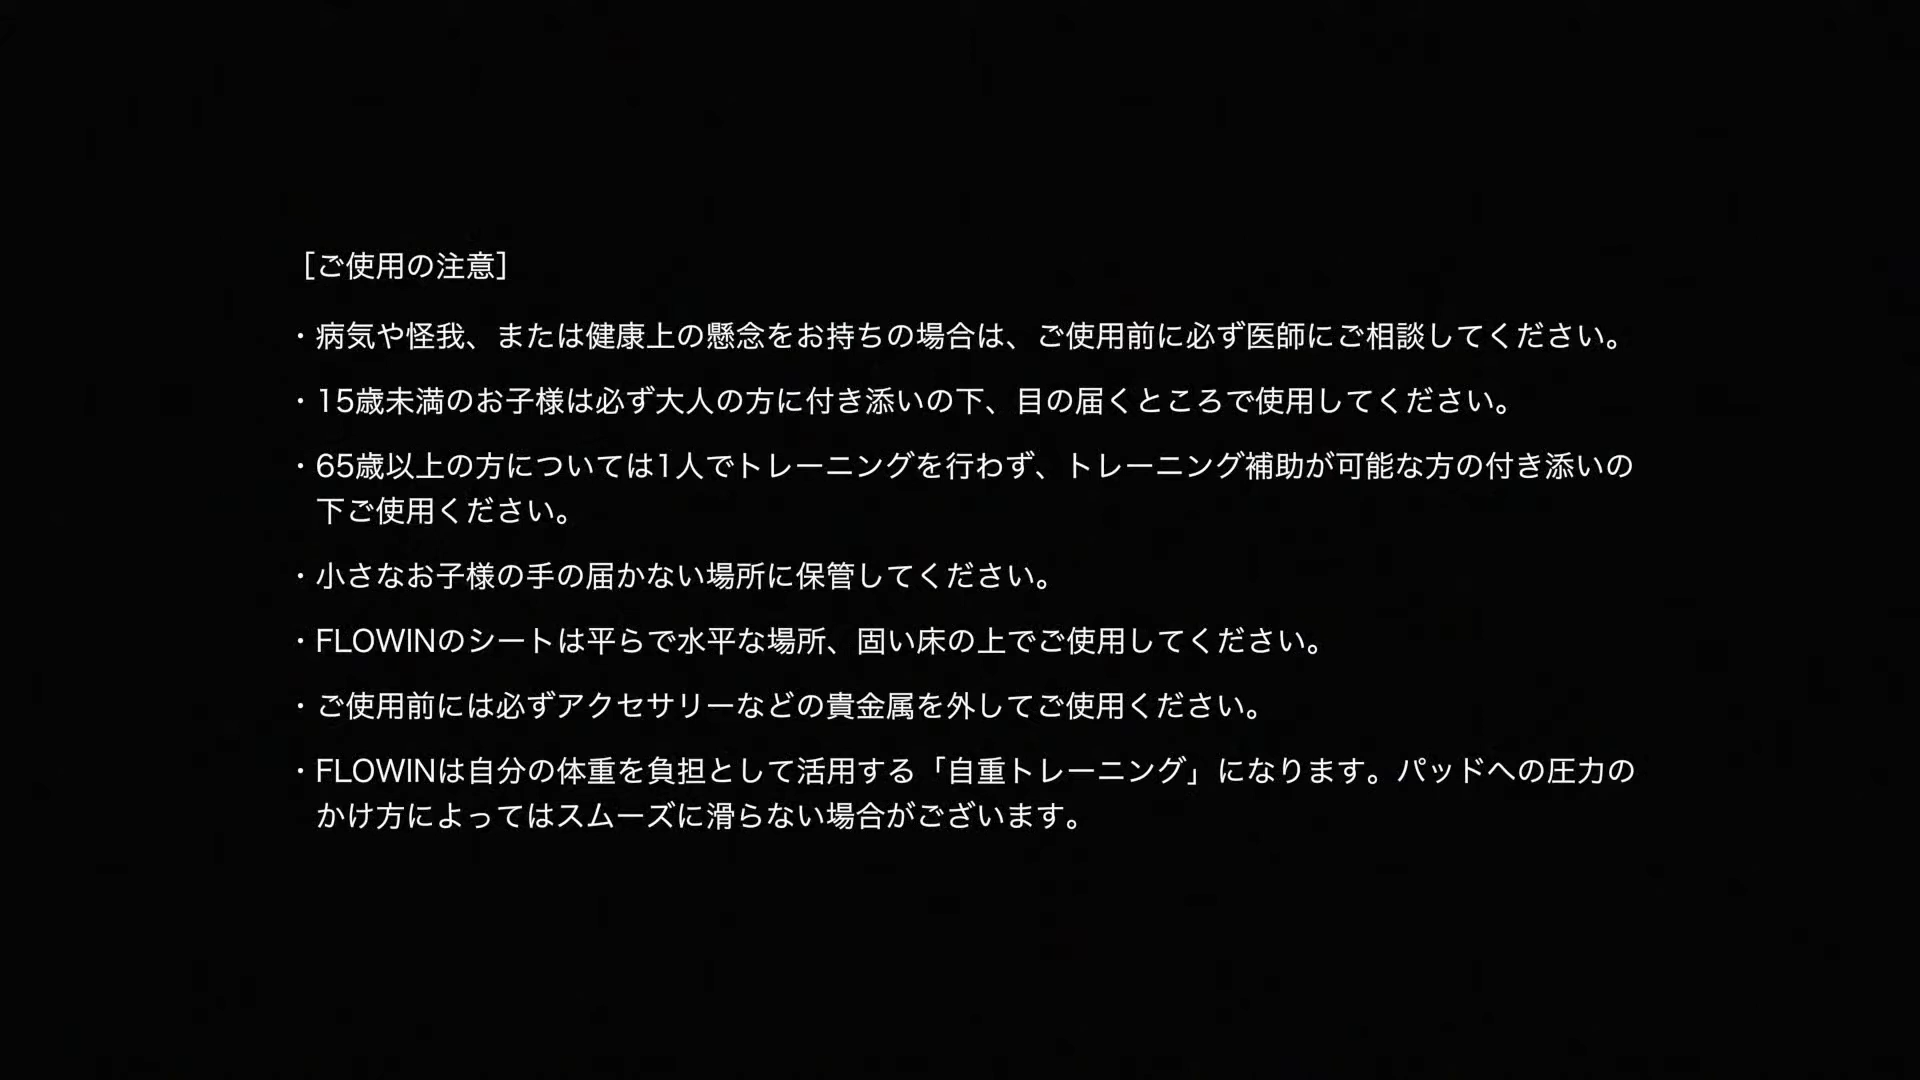 ［ご使用の注意］
・病気や怪我、または健康上の懸念をお持ちの場合は、ご使用前に必ず医師にご相談してください。
・15歳未満のお子様は必ず大人の方に付き添いの下、目の届くところで使用してください。
・65歳以上の方については1人でトレーニングを行わず、トレーニング補助が可能な方の付き添いの
下ご使用ください。
・小さなお子様の手の届かない場所に保管してください。
・FLOWINのシートは平らで水平な場所、固い床の上でご使用してください。
・ご使用前には必ずアクセサリーなどの貴金属を外してご使用ください。
・FLOWINは自分の体重を負担として活用する「自重トレーニング」になります。パッドへの圧力の
かけ方によってはスムーズに滑らない場合がございます。